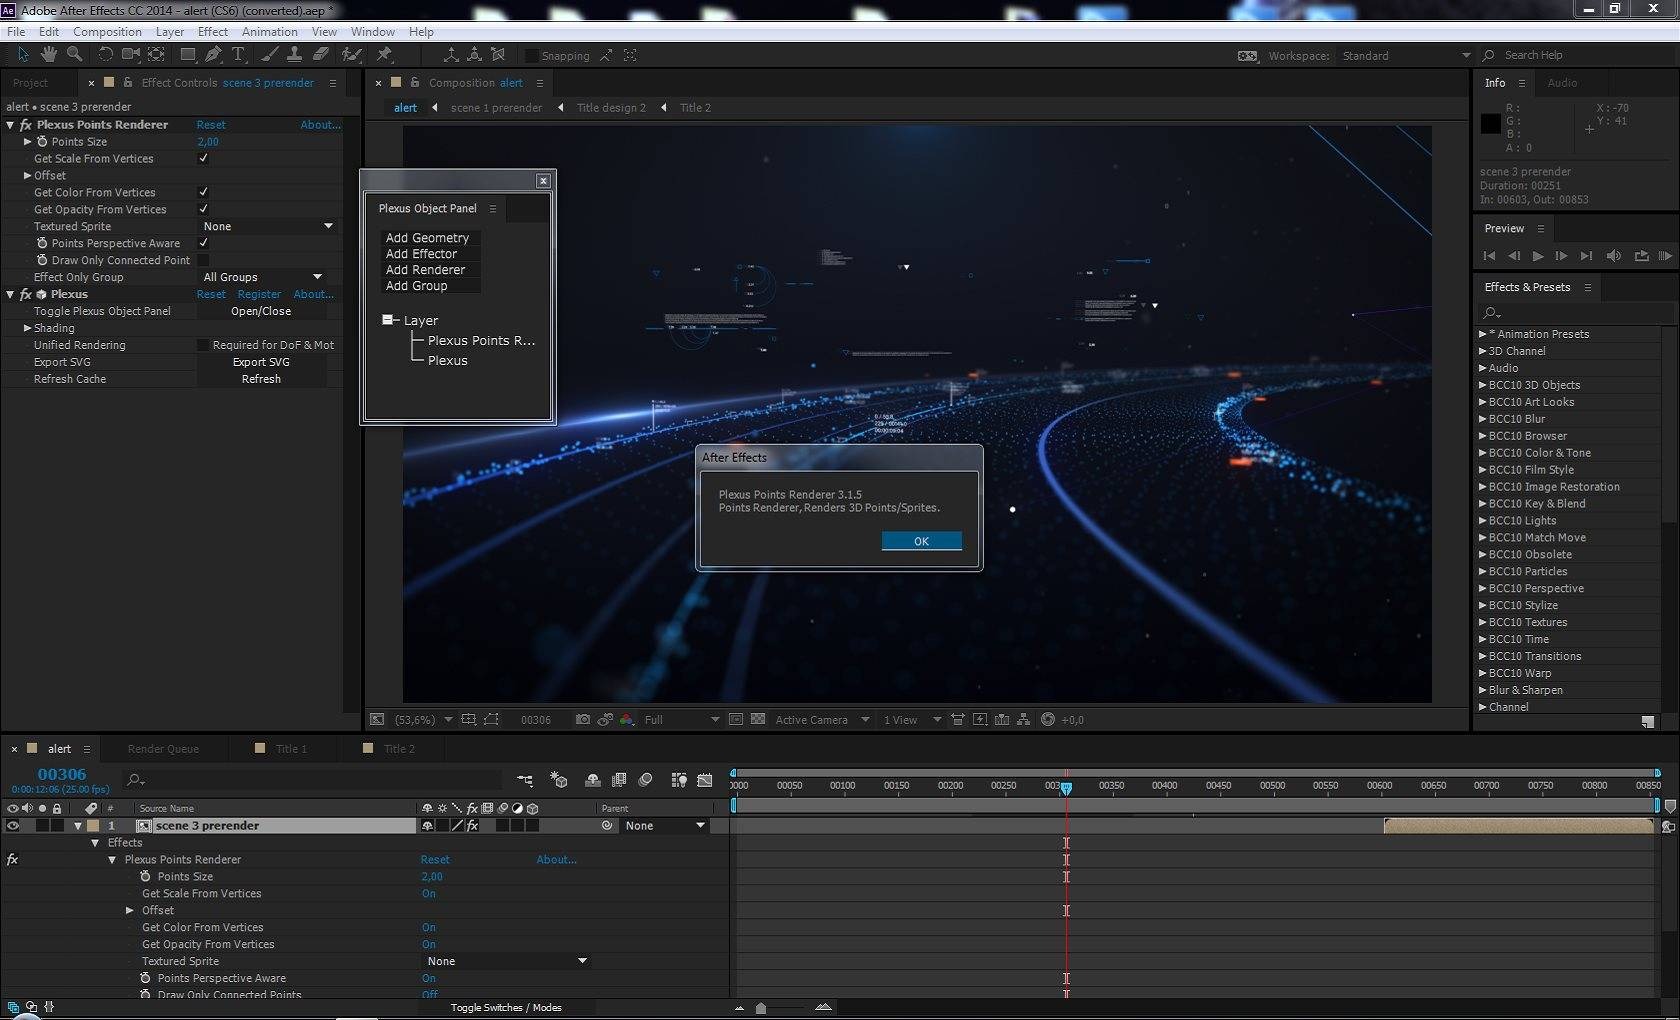 Ae Adobe After Effects CC 2014 - alert (CS6) (converted).aep *
File Edit Composition Layer Effect Animation View Window Help
Snapping Workspace: Standard Search Help
Project × Effect Controls scene 3 prerender
alert • scene 3 prerender
fx Plexus Points Renderer Reset About...
Points Size 2,00
Get Scale From Vertices
Offset
Get Color From Vertices
Get Opacity From Vertices
Textured Sprite None
Points Perspective Aware
Draw Only Connected Point
Effect Only Group All Groups
fx Plexus Reset Register About...
Toggle Plexus Object Panel Open/Close
Shading
Unified Rendering Required for DoF & Mot
Export SVG Export SVG
Refresh Cache Refresh
× Composition alert
alert scene 1 prerender Title design 2 Title 2
Plexus Object Panel
Add Geometry
Add Effector
Add Renderer
Add Group
Layer
Plexus Points R...
Plexus
After Effects
Plexus Points Renderer 3.1.5
Points Renderer, Renders 3D Points/Sprites.
OK
(53,6%) 00306 Full Active Camera 1 View +0,0
Info Audio
R :
G :
B :
A : 0
X : -70
Y : 41
scene 3 prerender
Duration: 00251
In: 00603, Out: 00853
Preview
Effects & Presets
* Animation Presets
3D Channel
Audio
BCC10 3D Objects
BCC10 Art Looks
BCC10 Blur
BCC10 Browser
BCC10 Color & Tone
BCC10 Film Style
BCC10 Image Restoration
BCC10 Key & Blend
BCC10 Lights
BCC10 Match Move
BCC10 Obsolete
BCC10 Particles
BCC10 Perspective
BCC10 Stylize
BCC10 Textures
BCC10 Time
BCC10 Transitions
BCC10 Warp
Blur & Sharpen
Channel
× alert Render Queue Title 1 Title 2
00306
0:00:12:06 (25.00 fps)
0000 00050 00100 00150 00200 00250 00500 00350 00400 00450 00500 00550 00600 00650 00700 00750 00800 00850
# Source Name fx Parent
1 scene 3 prerender fx None
Effects
fx Plexus Points Renderer Reset About...
Points Size 2,00
Get Scale From Vertices On
Offset
Get Color From Vertices On
Get Opacity From Vertices On
Textured Sprite None
Points Perspective Aware On
Draw Only Connected Points Off
Toggle Switches / Modes